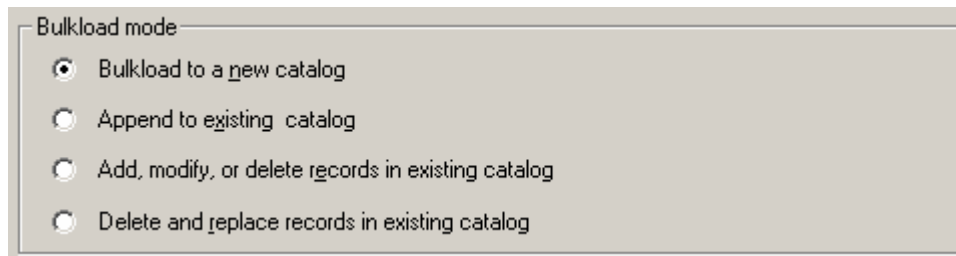 Bulkload mode
Bulkload to a new catalog
Append to existing  catalog
Add, modify, or delete records in existing catalog
Delete and replace records in existing catalog